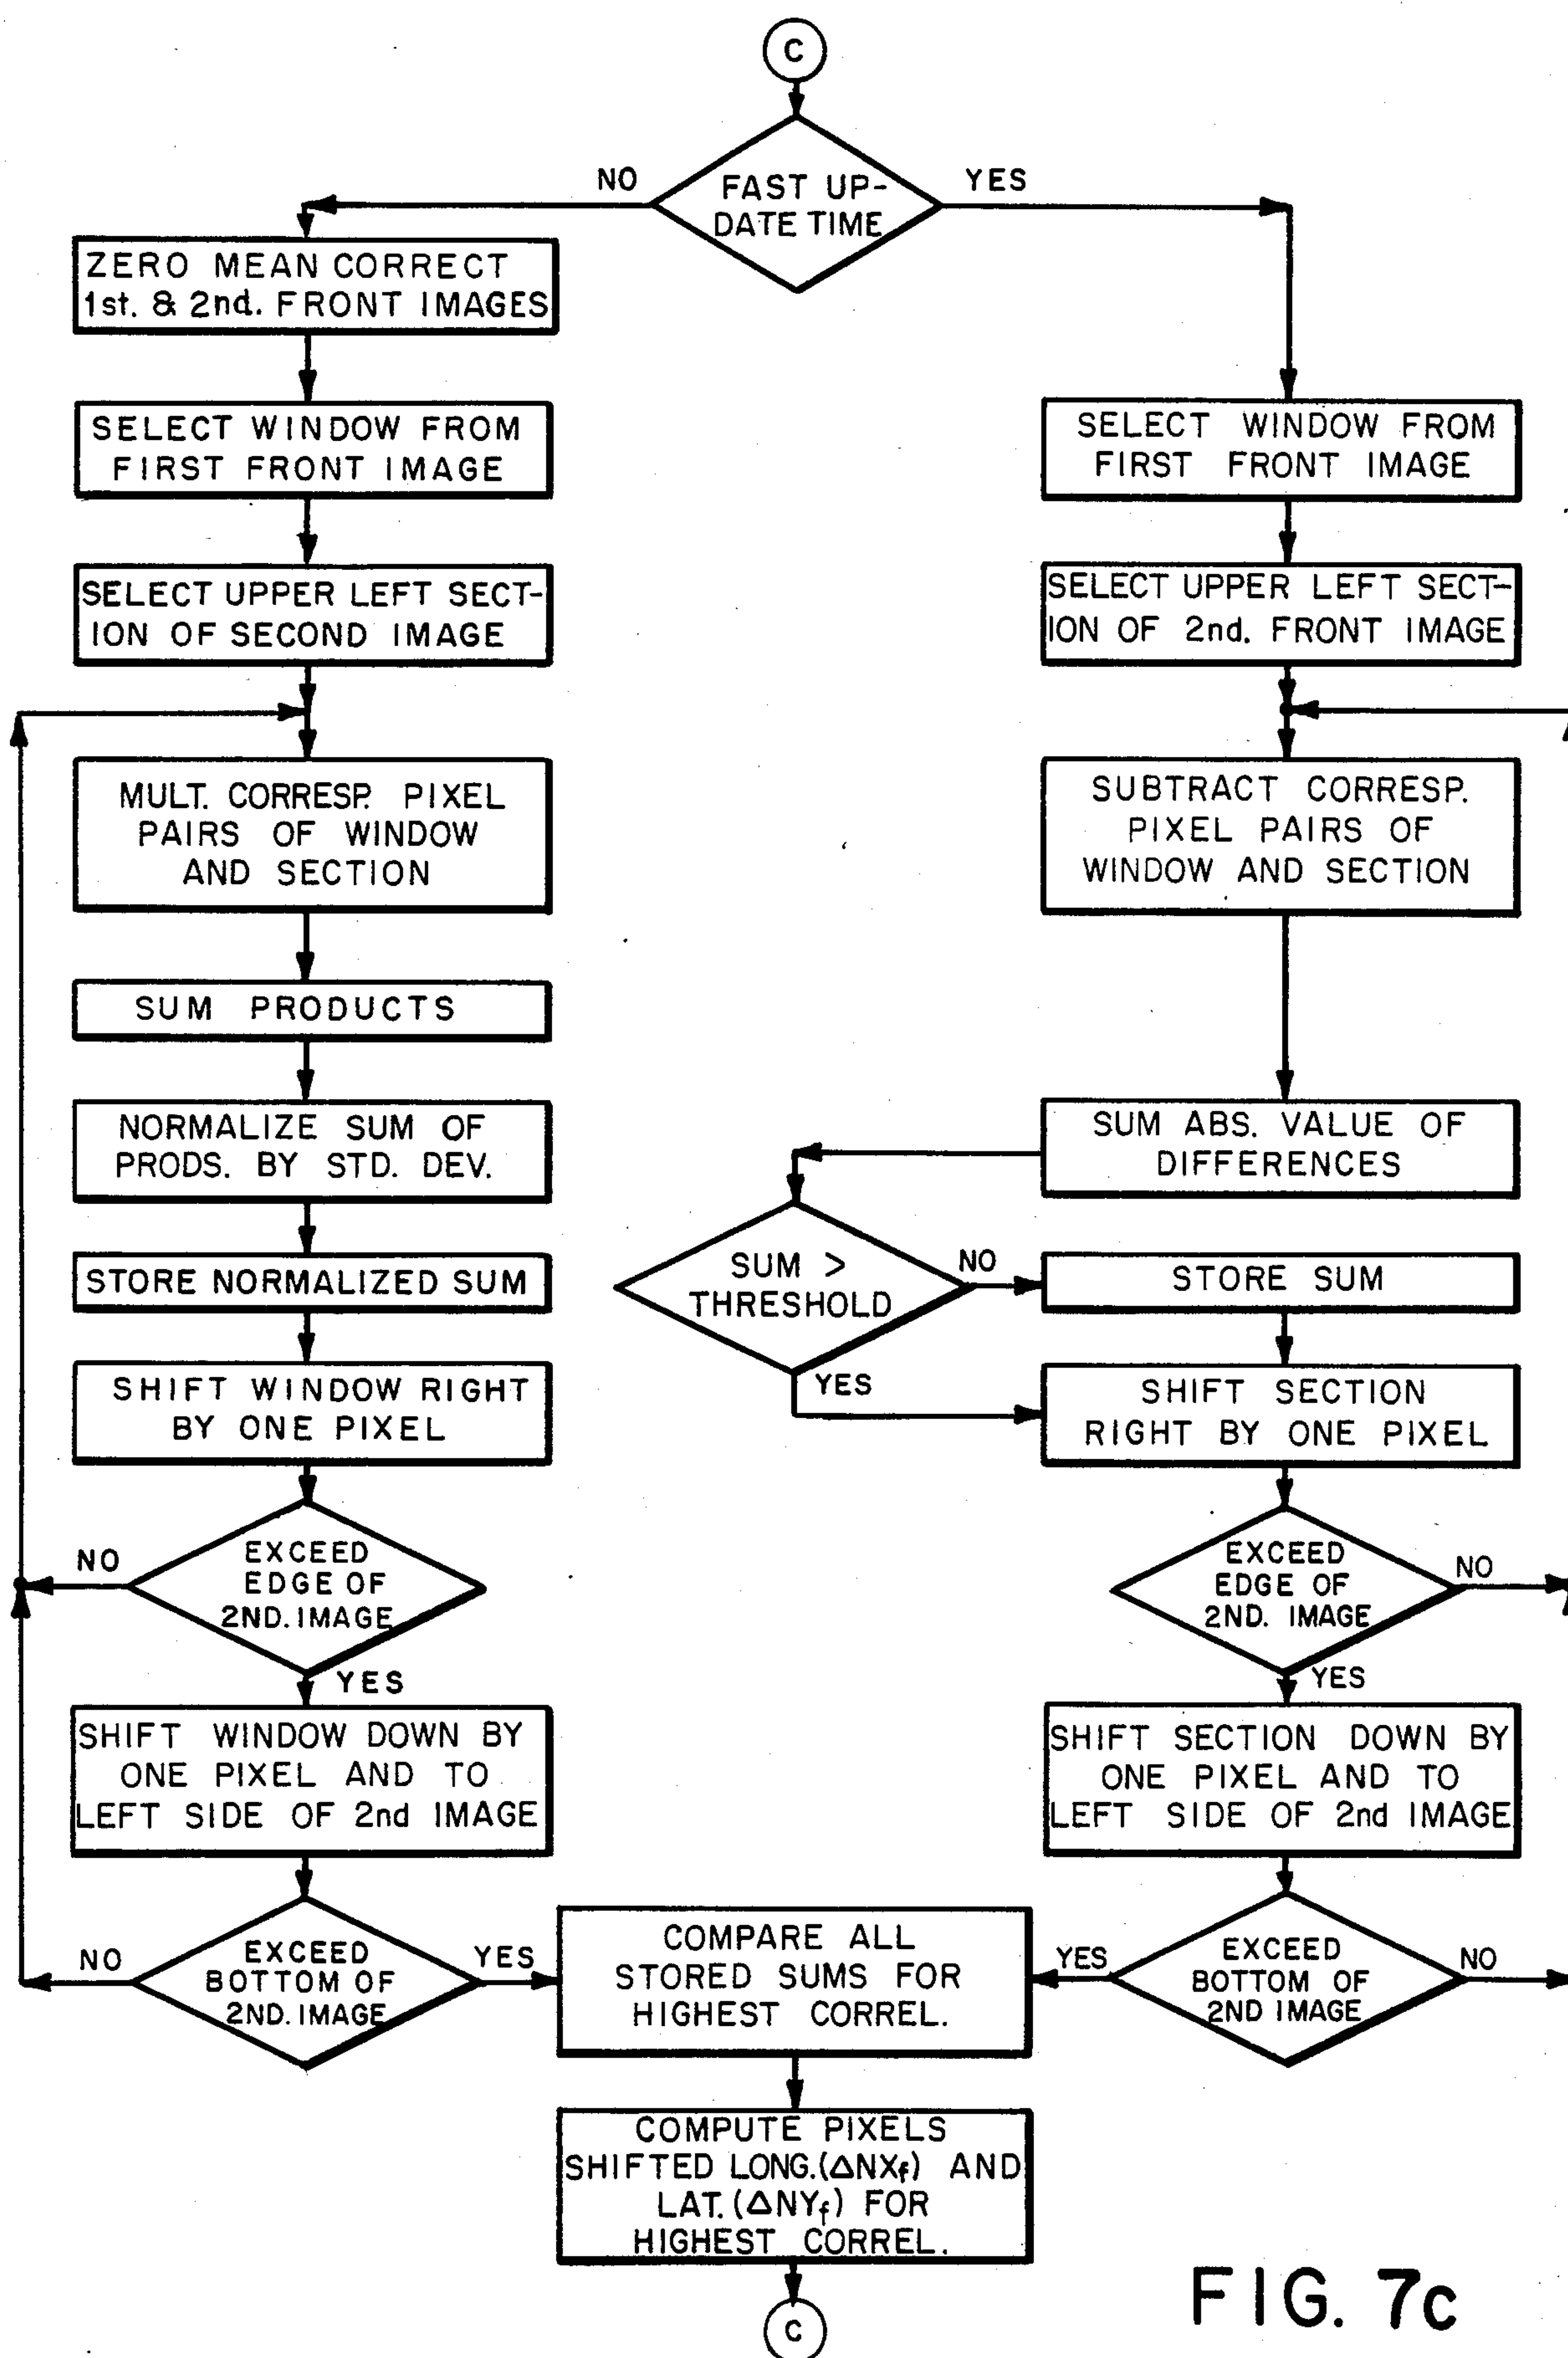 C
FAST UP-
DATE TIME
NO
YES
ZERO MEAN CORRECT
1st. & 2nd. FRONT IMAGES
SELECT WINDOW FROM
FIRST FRONT IMAGE
SELECT UPPER LEFT SECT-
ION OF SECOND IMAGE
MULT. CORRESP. PIXEL
PAIRS OF WINDOW
AND SECTION
SUM PRODUCTS
NORMALIZE SUM OF
PRODS. BY STD. DEV.
STORE NORMALIZED SUM
SHIFT WINDOW RIGHT
BY ONE PIXEL
EXCEED
EDGE OF
2ND. IMAGE
NO
YES
SHIFT WINDOW DOWN BY
ONE PIXEL AND TO
LEFT SIDE OF 2nd IMAGE
EXCEED
BOTTOM OF
2ND. IMAGE
NO
YES
SELECT WINDOW FROM
FIRST FRONT IMAGE
SELECT UPPER LEFT SECT-
ION OF 2nd. FRONT IMAGE
SUBTRACT CORRESP.
PIXEL PAIRS OF
WINDOW AND SECTION
SUM ABS. VALUE OF
DIFFERENCES
SUM >
THRESHOLD
NO
YES
STORE SUM
SHIFT SECTION
RIGHT BY ONE PIXEL
EXCEED
EDGE OF
2ND. IMAGE
NO
YES
SHIFT SECTION DOWN BY
ONE PIXEL AND TO
LEFT SIDE OF 2nd IMAGE
EXCEED
BOTTOM OF
2ND IMAGE
YES
NO
COMPARE ALL
STORED SUMS FOR
HIGHEST CORREL.
COMPUTE PIXELS
SHIFTED LONG.(ΔNXf) AND
LAT.(ΔNYf) FOR
HIGHEST CORREL.
C
FIG. 7c